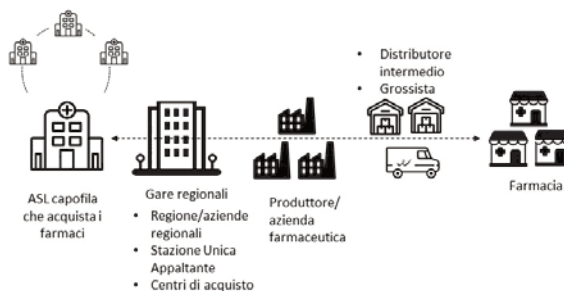 • Distributore
intermedio
• Grossista
ASL capofila
che acquista i
farmaci
Gare regionali
• Regione/aziende
regionali
• Stazione Unica
Appaltante
• Centri di acquisto
Produttore/
azienda
farmaceutica
Farmacia